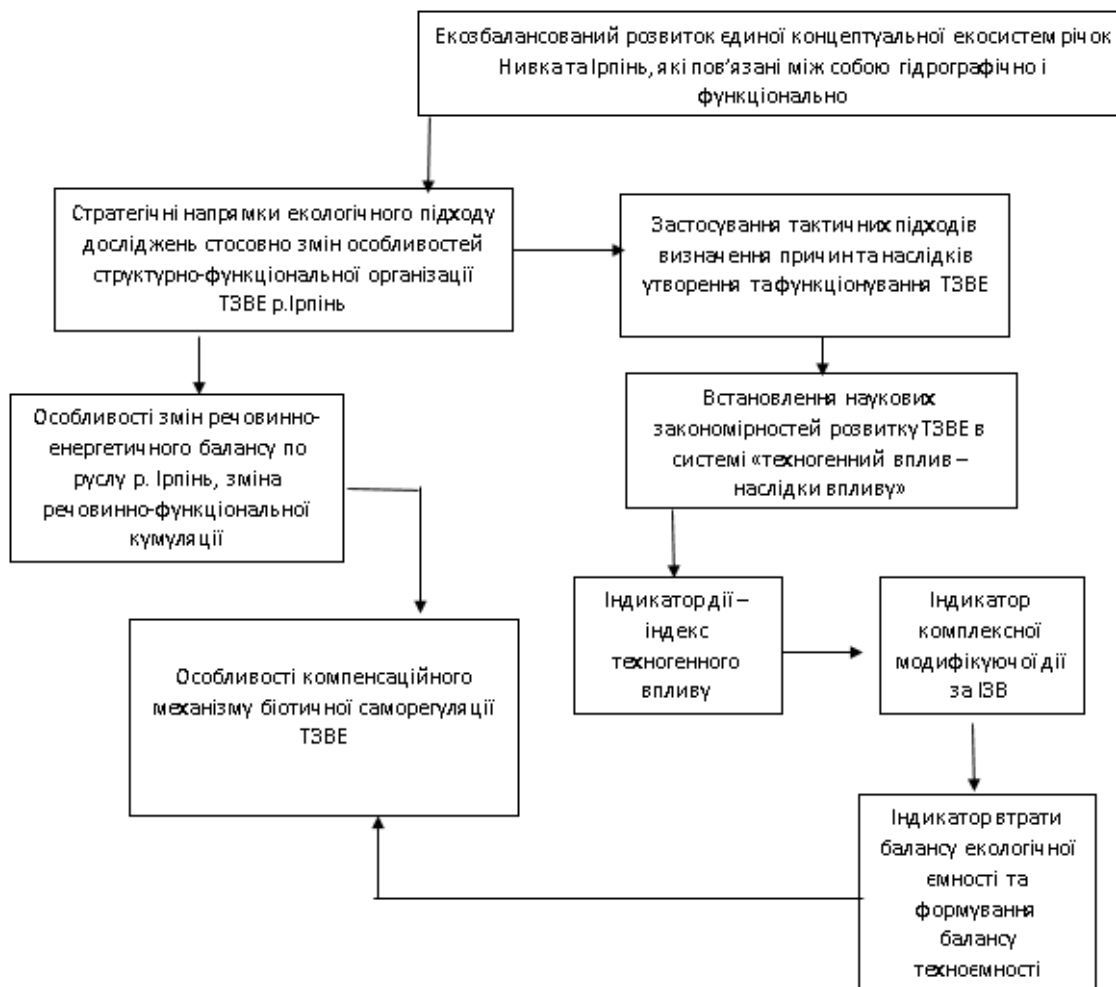 Екозбалансований розвиток єдиної концептуальної екосистем річок
Нивка та Ірпінь, які пов'язані між собою гідрографічно і
функціонально
Стратегічні напрямки екологічного підходу
досліджень стосовно змін особливостей
структурно-функціональної організації
ТЗВЕ р.Ірпінь
Застосування тактичних підходів
визначення причин та наслідків
утворення та функціонування ТЗВЕ
Особливості змін речовинно-
енергетичного балансу по
руслу р. Ірпінь, зміна
речовинно-функціональної
кумуляції
Встановлення наукових
закономірностей розвитку ТЗВЕ в
системі «техногенний вплив –
наслідки впливу»
Індикатор дії –
індекс
техногенного
впливу
Індикатор
комплексної
модифікуючої дії
за ІЗВ
Особливості компенсаційного
механізму біотичної саморегуляції
ТЗВЕ
Індикатор втрати
балансу екологічної
ємності та
формування
балансу
техноємності